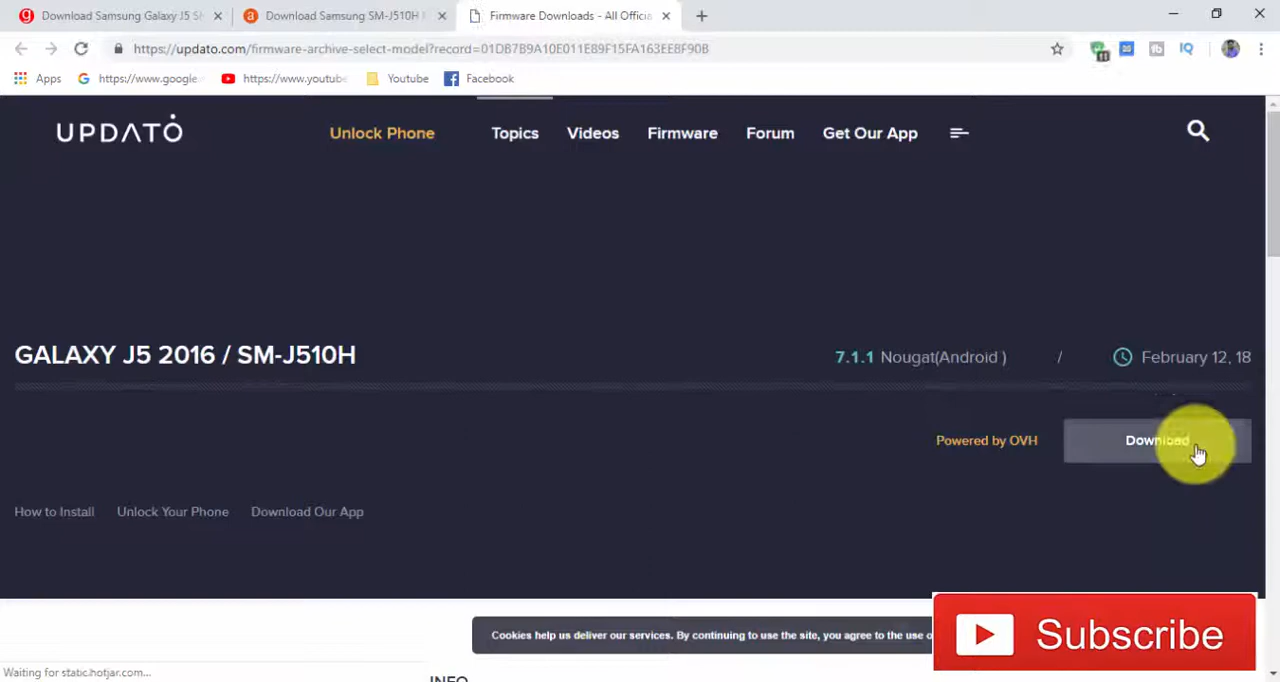 Download Samsung Galaxy J5 S
Download Samsung SM-J510H
Firmware Downloads - All Offici
https://updato.com/firmware-archive-select-model?record=01DB7B9A10E011E89F15FA163EE8F90B
Apps
https://www.google.
https://www.youtube
Youtube
Facebook
UPDATO
Unlock Phone
Topics
Videos
Firmware
Forum
Get Our App
GALAXY J5 2016 / SM-J510H
7.1.1 Nougat(Android ) / February 12, 18
Powered by OVH
Download
How to Install
Unlock Your Phone
Download Our App
Cookies help us deliver our services. By continuing to use the site, you agree to the use o
Subscribe
Waiting for static.hotjar.com...
INFO